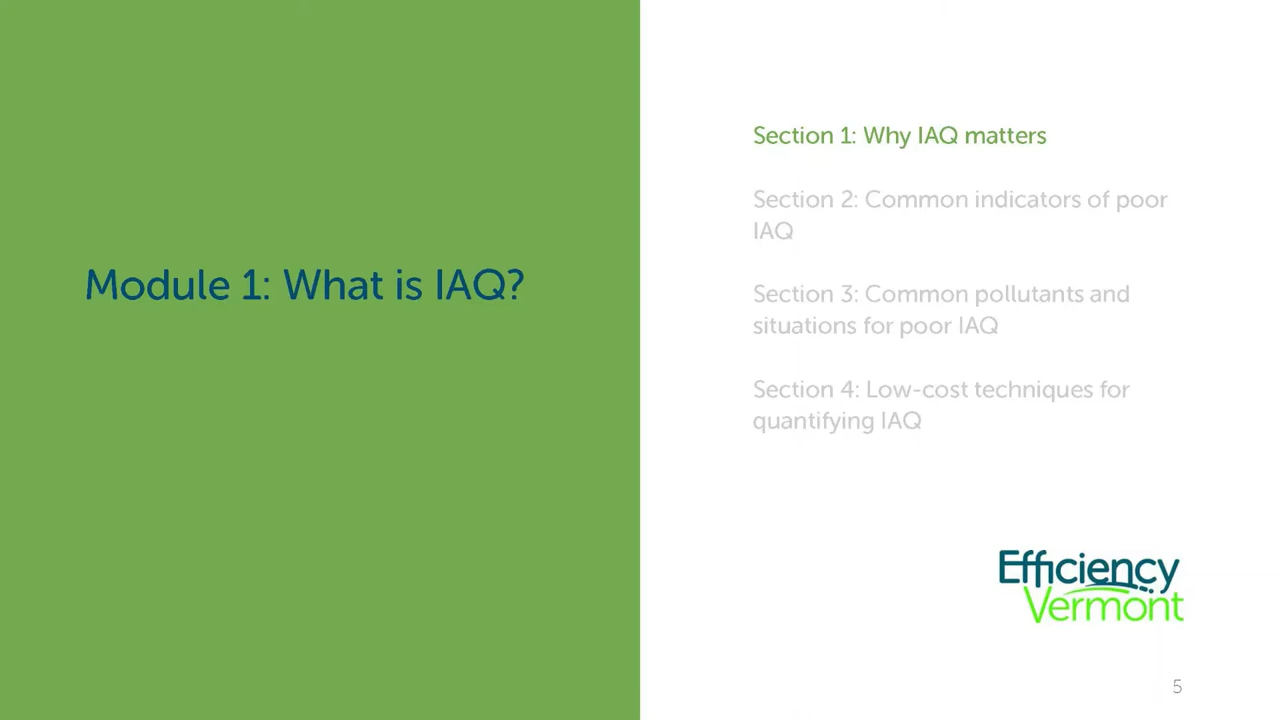 Module 1: What is IAQ?
Section 1: Why IAQ matters
Section 2: Common indicators of poor
IAQ
Section 3: Common pollutants and
situations for poor IAQ
Section 4: Low-cost techniques for
quantifying IAQ
Efficiency
Vermont
5